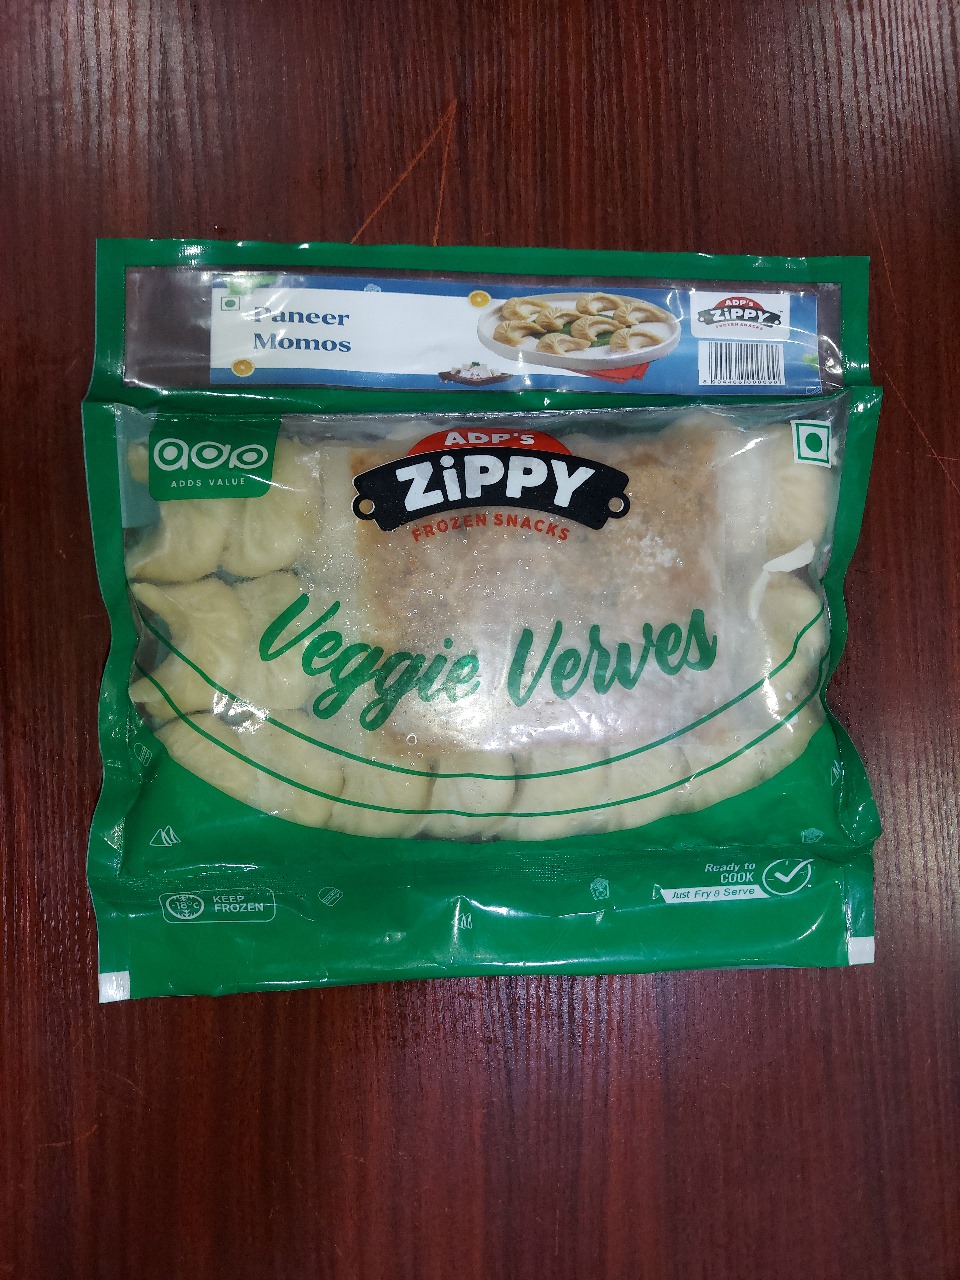 Paneer
Momos
ADP'S
ZiPPY
FROZEN SNACKS
ADDS VALUE
ADP'S
ZiPPY
FROZEN SNACKS
Veggie Verves
-18°C
KEEP
FROZEN
Ready to
COOK
Just Fry & Serve